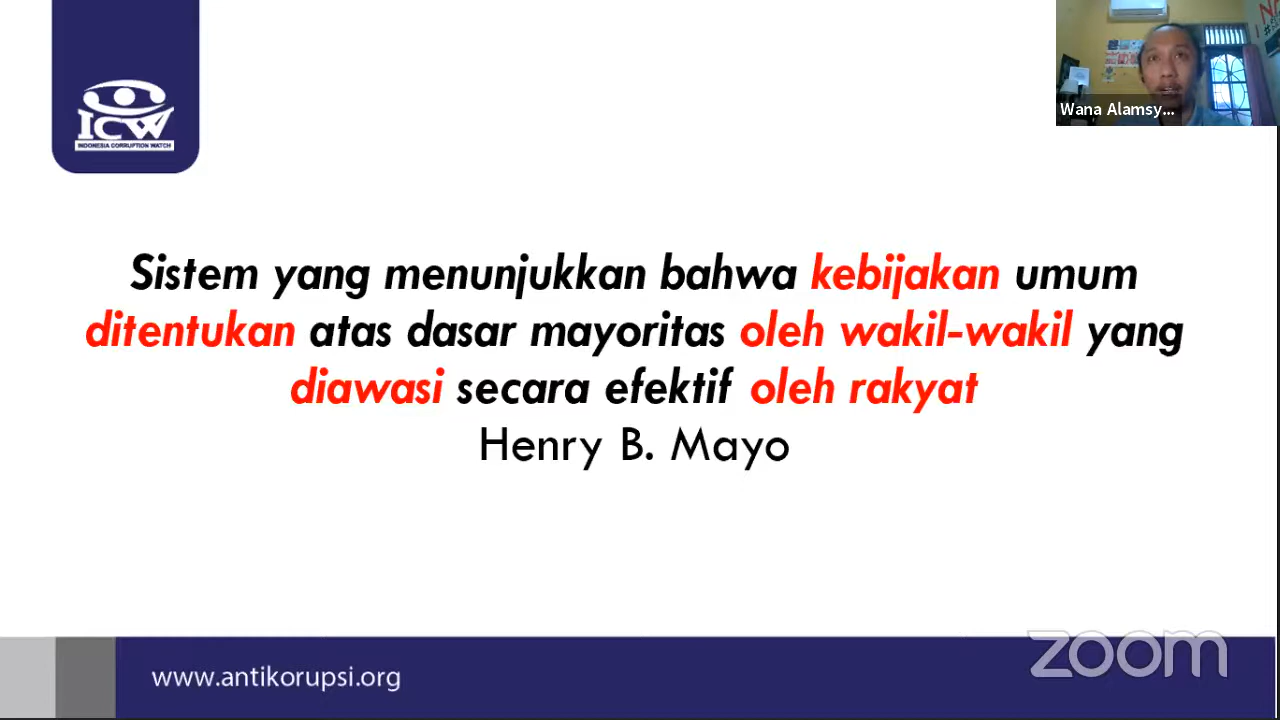 ICW
INDONESIA CORRUPTION WATCH
Wana Alamsy...
Sistem yang menunjukkan bahwa kebijakan umum
ditentukan atas dasar mayoritas oleh wakil-wakil yang
diawasi secara efektif oleh rakyat
Henry B. Mayo
www.antikorupsi.org
zoom